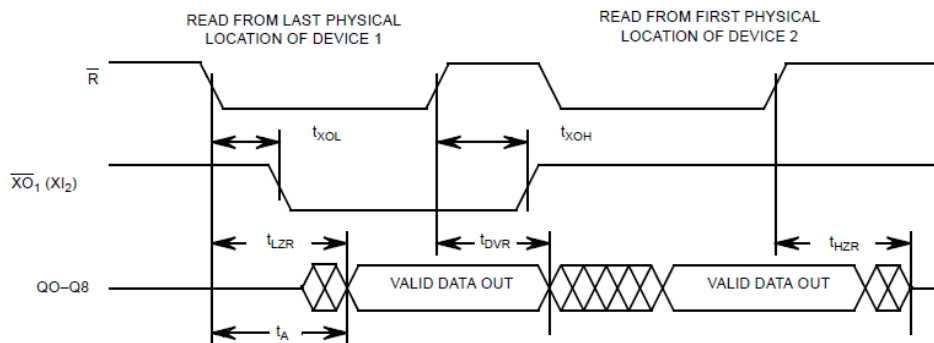 READ FROM LAST PHYSICAL
LOCATION OF DEVICE 1
READ FROM FIRST PHYSICAL
LOCATION OF DEVICE 2
R̅
tXOL
tXOH
X̅O̅1 (XI2)
tLZR
tDVR
tHZR
QO–Q8
VALID DATA OUT
VALID DATA OUT
tA